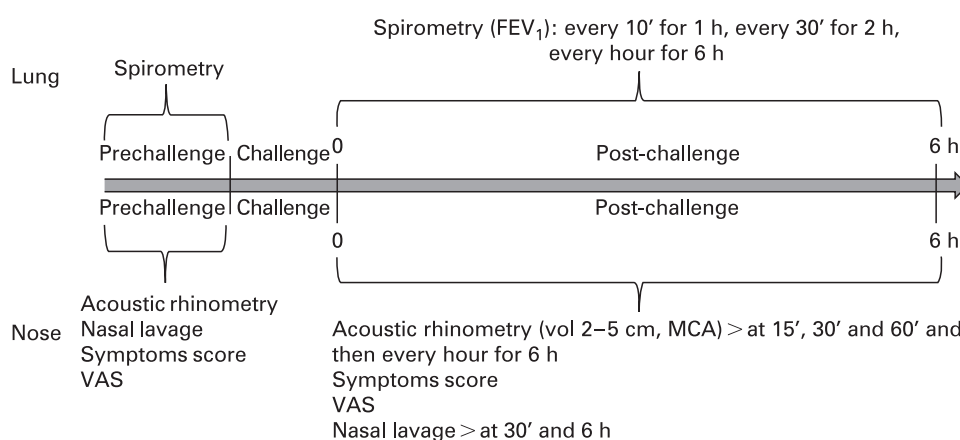 Spirometry (FEV₁): every 10′ for 1 h, every 30′ for 2 h,
every hour for 6 h
Lung
Spirometry
Prechallenge
Challenge
0
Post-challenge
6 h
Prechallenge
Challenge
Post-challenge
0
6 h
Nose
Acoustic rhinometry
Nasal lavage
Symptoms score
VAS
Acoustic rhinometry (vol 2–5 cm, MCA) > at 15′, 30′ and 60′ and
then every hour for 6 h
Symptoms score
VAS
Nasal lavage > at 30′ and 6 h